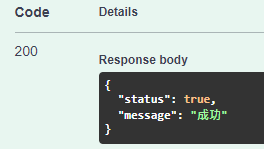 Code Details
200
Response body
{
  "status": true,
  "message": "成功"
}